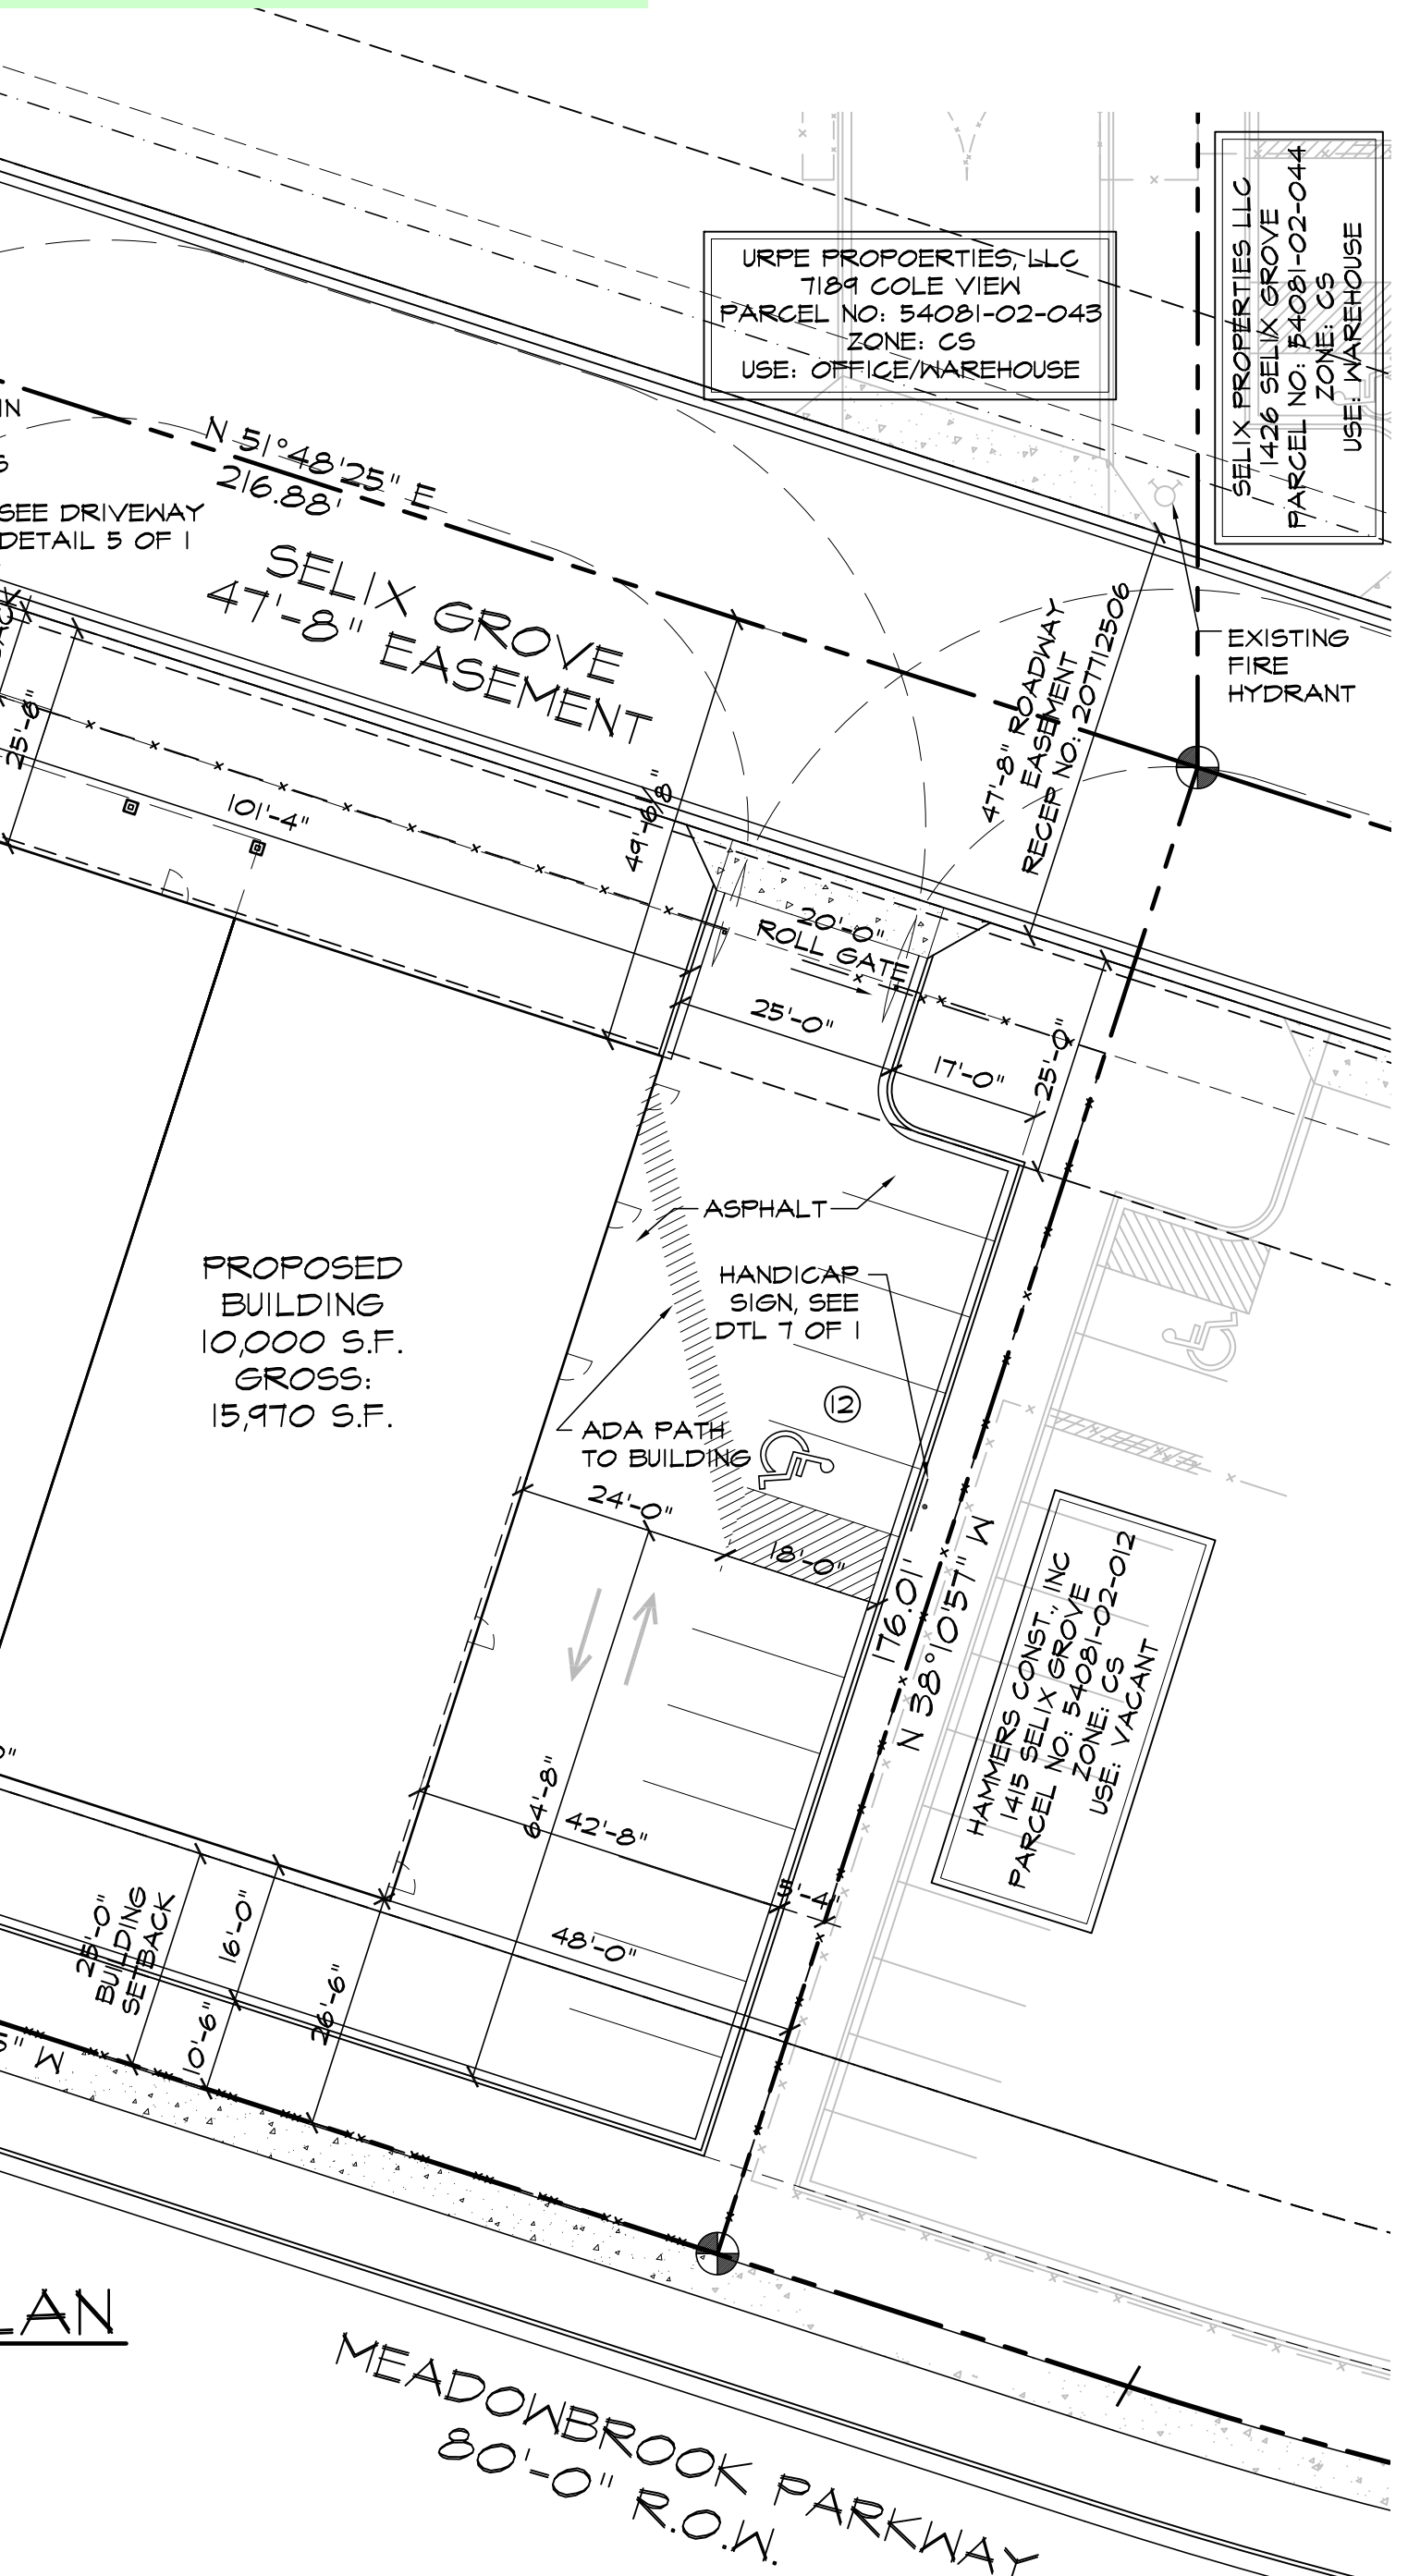 URPE PROPOERTIES, LLC
7189 COLE VIEW
PARCEL NO: 54081-02-043
ZONE: CS
USE: OFFICE/WAREHOUSE
SELIX PROPERTIES LLC
1426 SELIX GROVE
PARCEL NO: 54081-02-044
ZONE: CS
USE: WAREHOUSE
N 51°48'25" E
216.88'
SEE DRIVEWAY
DETAIL 5 OF 1
SELIX GROVE
47'-8" EASEMENT
47'-8" ROADWAY
EASEMENT
RECEP NO: 207712506
EXISTING
FIRE
HYDRANT
25'-6"
101'-4"
20'-0"
ROLL GATE
25'-0"
17'-0"
25'-0"
ASPHALT
HANDICAP
SIGN, SEE
DTL 7 OF 1
PROPOSED
BUILDING
10,000 S.F.
GROSS:
15,970 S.F.
12
ADA PATH
TO BUILDING
24'-0"
18'-0"
176.01'
N 38°10'57" W
HAMMERS CONST., INC
1415 SELIX GROVE
PARCEL NO: 54081-02-012
ZONE: CS
USE: VACANT
64'-8"
42'-8"
48'-0"
25'-0"
BUILDING
SETBACK
16'-0"
10'-6"
26'-6"
MEADOWBROOK PARKWAY
80'-0" R.O.W.